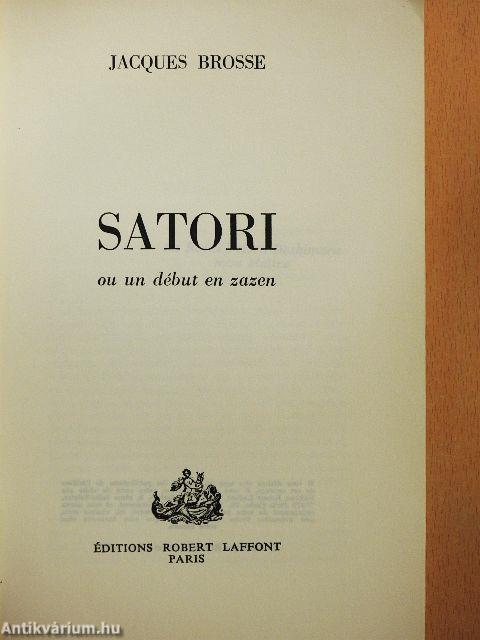 JACQUES BROSSE
SATORI
ou un début en zazen
ÉDITIONS ROBERT LAFFONT
PARIS
Antikvárium.hu